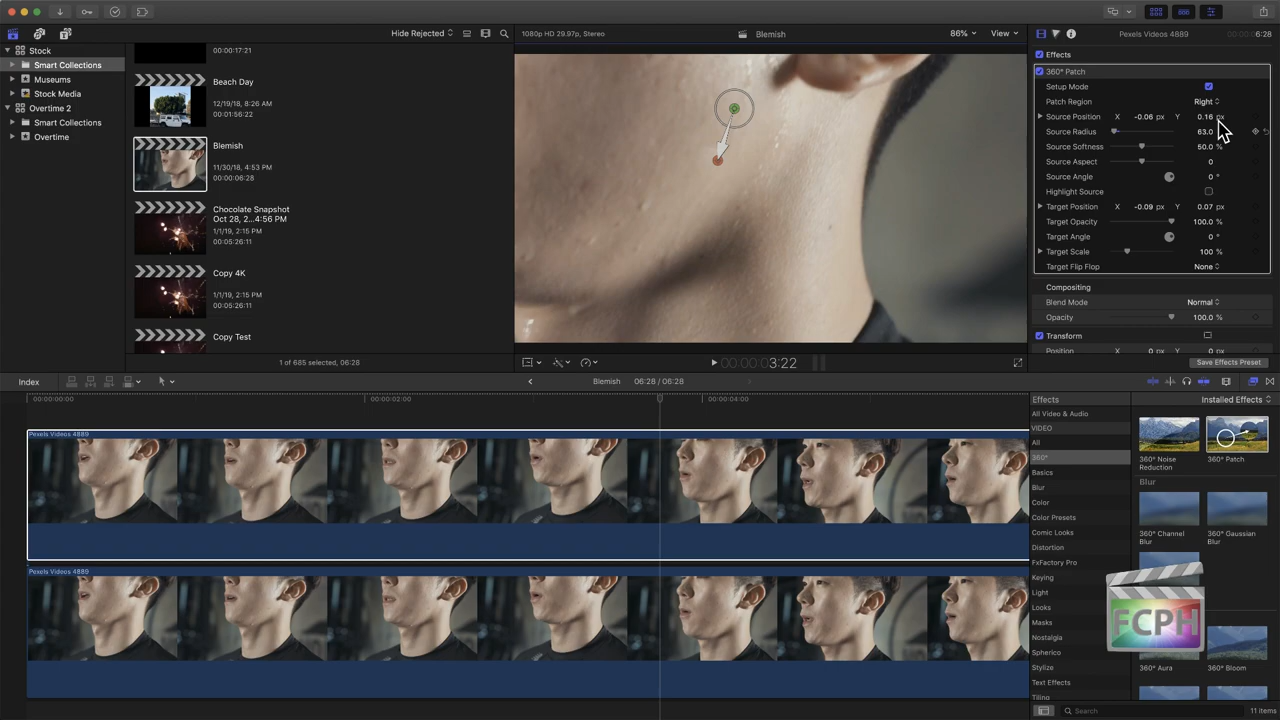 Hide Rejected
1080p HD 29.97p, Stereo
Blemish
86%
View
Pexels Videos 4889
6:28
Stock
Smart Collections
Museums
Stock Media
Overtime 2
Smart Collections
Overtime
00:00:17:21
Beach Day
12/19/18, 8:26 AM
00:01:56:22
Blemish
11/30/18, 4:53 PM
00:00:06:28
Chocolate Snapshot
Oct 28, 2...4:56 PM
1/1/19, 2:15 PM
00:05:26:11
Copy 4K
1/1/19, 2:15 PM
00:05:26:11
Copy Test
1 of 685 selected, 06:28
3:22
Effects
360° Patch
Setup Mode
Patch Region Right
Source Position X -0.06 px Y 0.16 px
Source Radius 63.0
Source Softness 50.0 %
Source Aspect 0
Source Angle 0 °
Highlight Source
Target Position X -0.09 px Y 0.07 px
Target Opacity 100.0 %
Target Angle 0 °
Target Scale 100 %
Target Flip Flop None
Compositing
Blend Mode Normal
Opacity 100.0 %
Transform
Position X 0 px Y 0 px
Save Effects Preset
Index
Blemish 06:28 / 06:28
00:00:00:00
00:00:02:00
00:00:04:00
Pexels Videos 4889
Pexels Videos 4889
Effects
Installed Effects
All Video & Audio
VIDEO
All
360°
Basics
Blur
Color
Color Presets
Comic Looks
Distortion
FxFactory Pro
Keying
Light
Looks
Masks
Nostalgia
Spherico
Stylize
Text Effects
Tiling
360° Noise
Reduction
360° Patch
Blur
360° Channel
Blur
360° Gaussian
Blur
FCPH
360° Aura
360° Bloom
Search
11 items